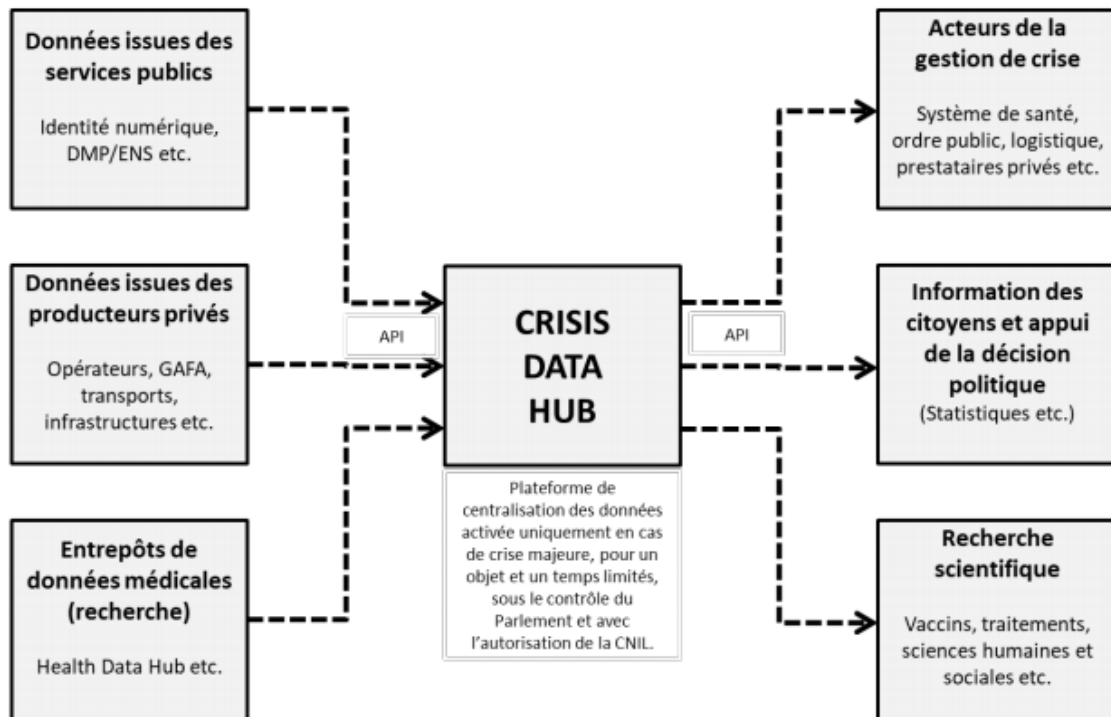 Données issues des
services publics
Identité numérique,
DMP/ENS etc.
Données issues des
producteurs privés
Opérateurs, GAFA,
transports,
infrastructures etc.
Entrepôts de
données médicales
(recherche)
Health Data Hub etc.
API
CRISIS
DATA
HUB
Plateforme de
centralisation des données
activée uniquement en cas
de crise majeure, pour un
objet et un temps limités,
sous le contrôle du
Parlement et avec
l'autorisation de la CNIL.
API
Acteurs de la
gestion de crise
Système de santé,
ordre public, logistique,
prestataires privés etc.
Information des
citoyens et appui
de la décision
politique
(Statistiques etc.)
Recherche
scientifique
Vaccins, traitements,
sciences humaines et
sociales etc.